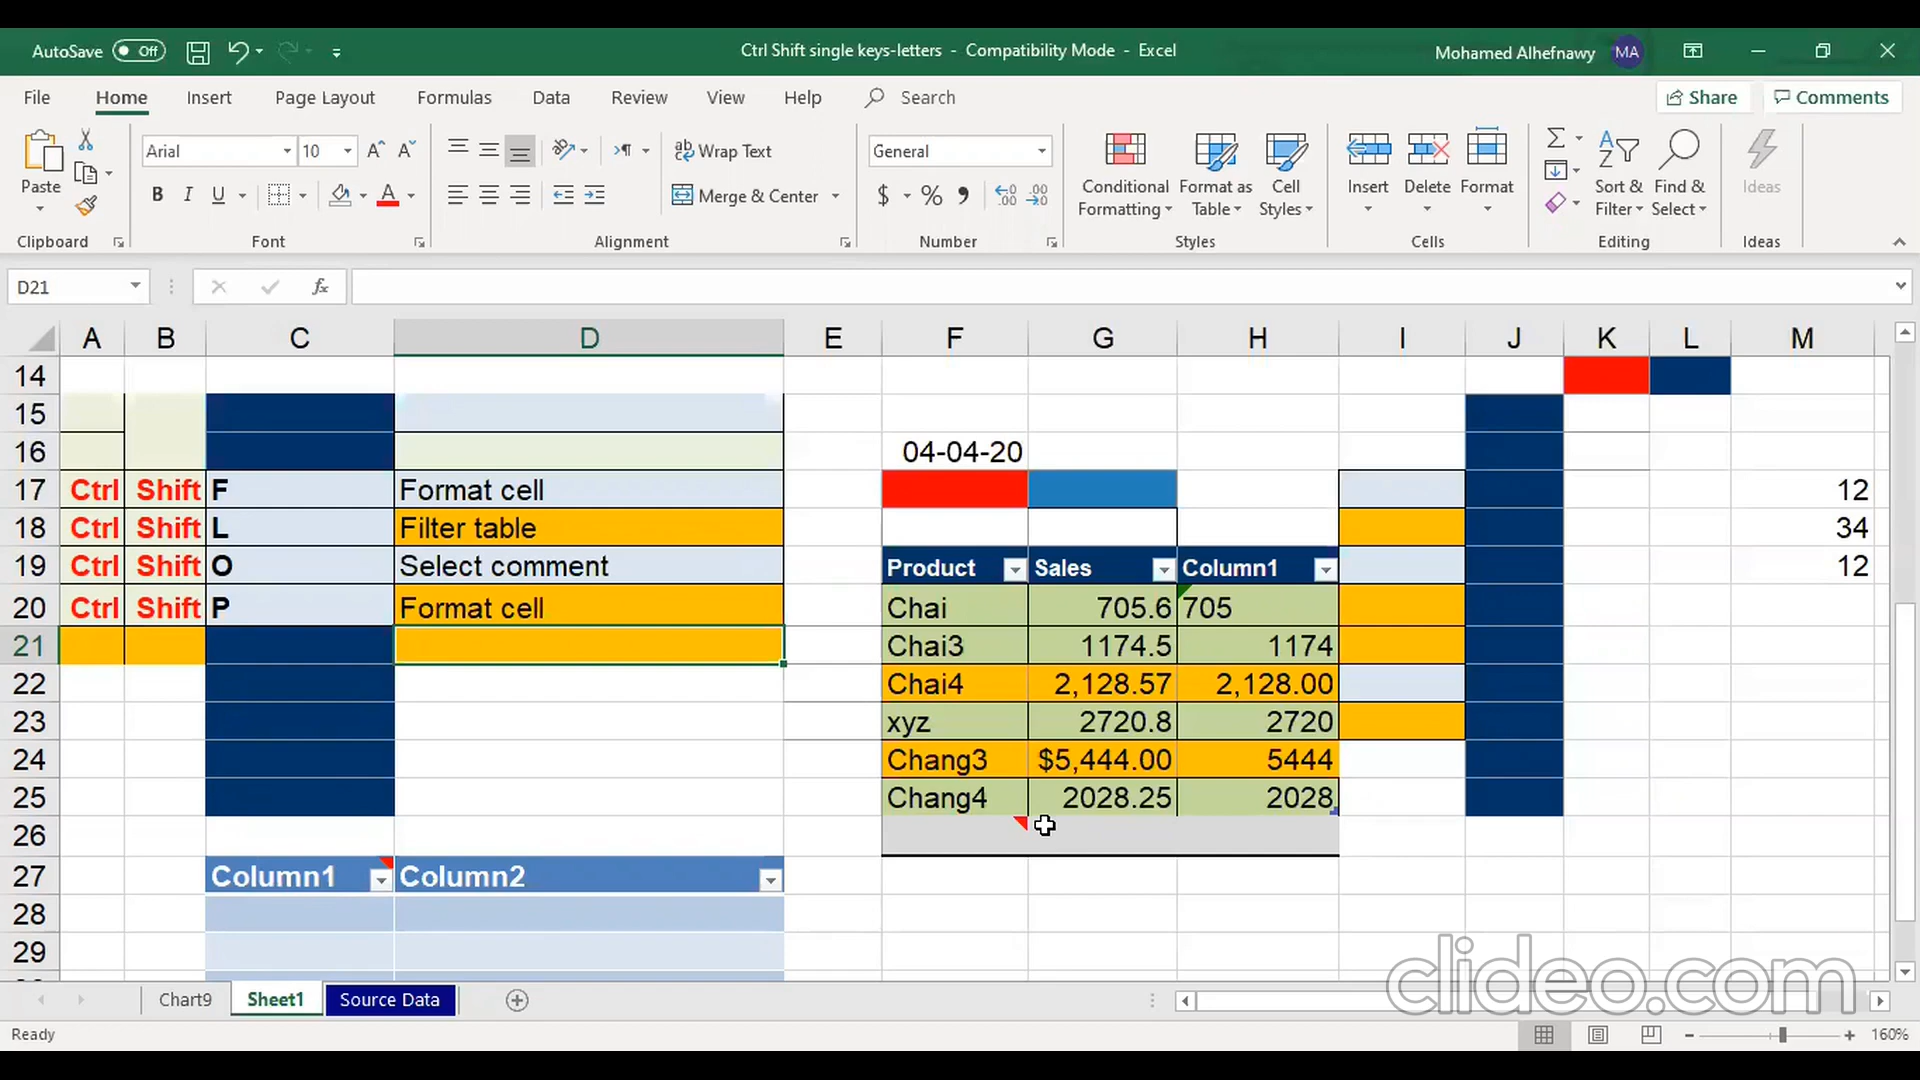 AutoSave Off
Ctrl Shift single keys-letters - Compatibility Mode - Excel
Mohamed Alhefnawy MA
File Home Insert Page Layout Formulas Data Review View Help Search
Share Comments
Paste
Clipboard
Arial 10
B I U
Font
Wrap Text
Merge & Center
Alignment
General
$ % 
Number
Conditional Formatting
Format as Table
Cell Styles
Styles
Insert Delete Format
Cells
Sort & Filter
Find & Select
Editing
Ideas
Ideas
D21 fx
A B C D E F G H I J K L M
14
15
16 04-04-20
17 Ctrl Shift F Format cell 12
18 Ctrl Shift L Filter table 34
19 Ctrl Shift O Select comment Product Sales Column1 12
20 Ctrl Shift P Format cell Chai 705.6 705
21 Chai3 1174.5 1174
22 Chai4 2,128.57 2,128.00
23 xyz 2720.8 2720
24 Chang3 $5,444.00 5444
25 Chang4 2028.25 2028
26
27 Column1 Column2
28
29
Chart9 Sheet1 Source Data
clideo.com
Ready
160%